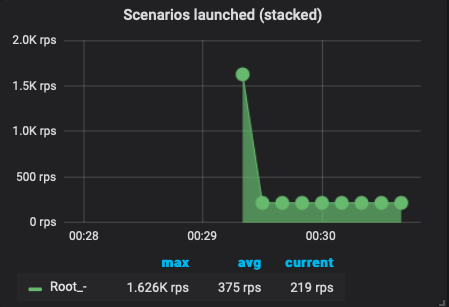 Scenarios launched (stacked)
2.0K rps
1.5K rps
1.0K rps
500 rps
0 rps
00:28 00:29 00:30
max avg current
Root_- 1.626K rps 375 rps 219 rps